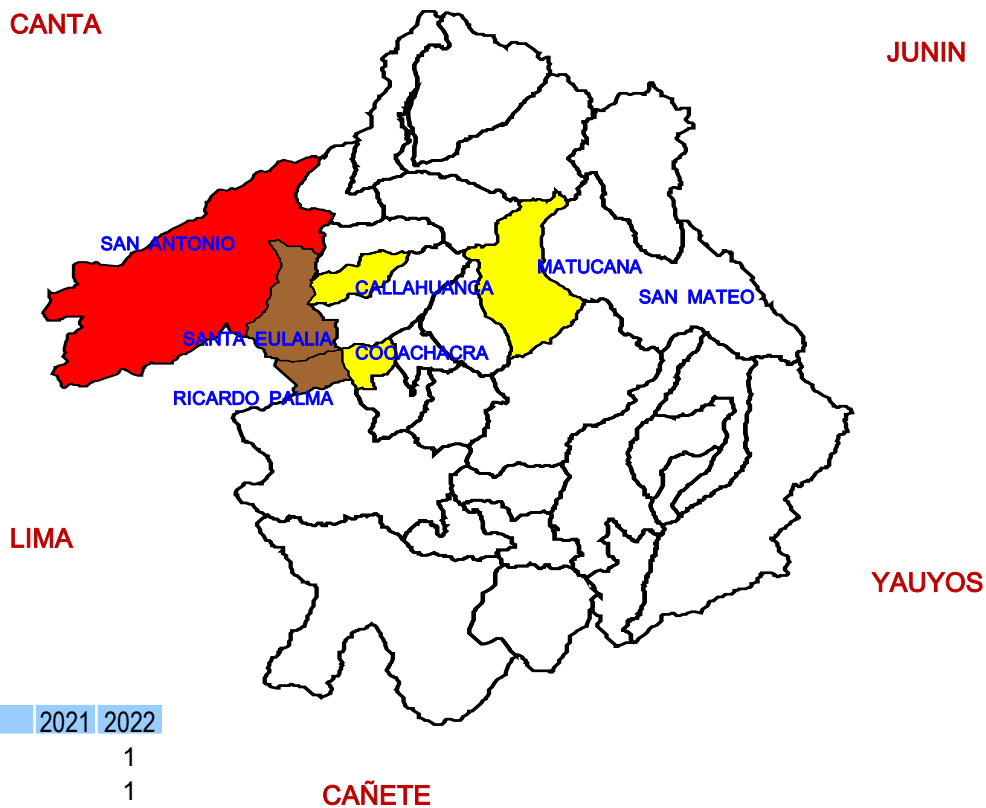 CANTA
JUNIN
SAN ANTONIO
MATUCANA
CALLAHUANCA
SAN MATEO
SANTA EULALIA
COCACHACRA
RICARDO PALMA
LIMA
YAUYOS
2021 2022
1
1
CAÑETE